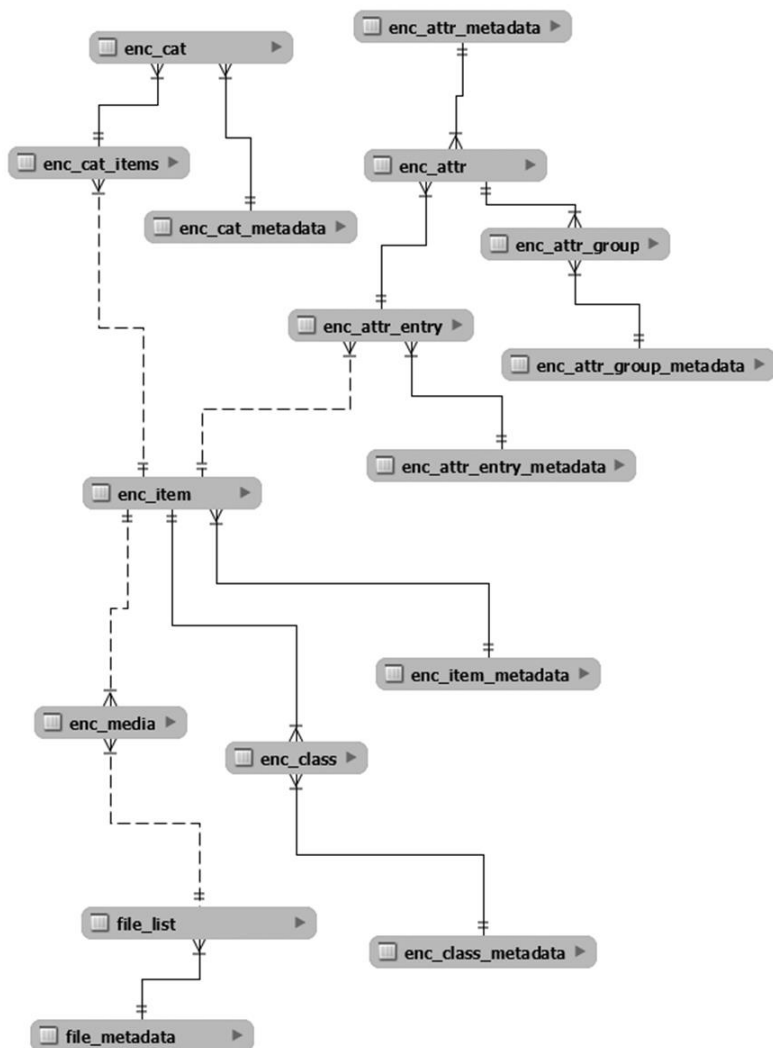 enc_attr_metadata
enc_cat
enc_cat_items
enc_attr
enc_cat_metadata
enc_attr_group
enc_attr_entry
enc_attr_group_metadata
enc_attr_entry_metadata
enc_item
enc_item_metadata
enc_media
enc_class
file_list
enc_class_metadata
file_metadata